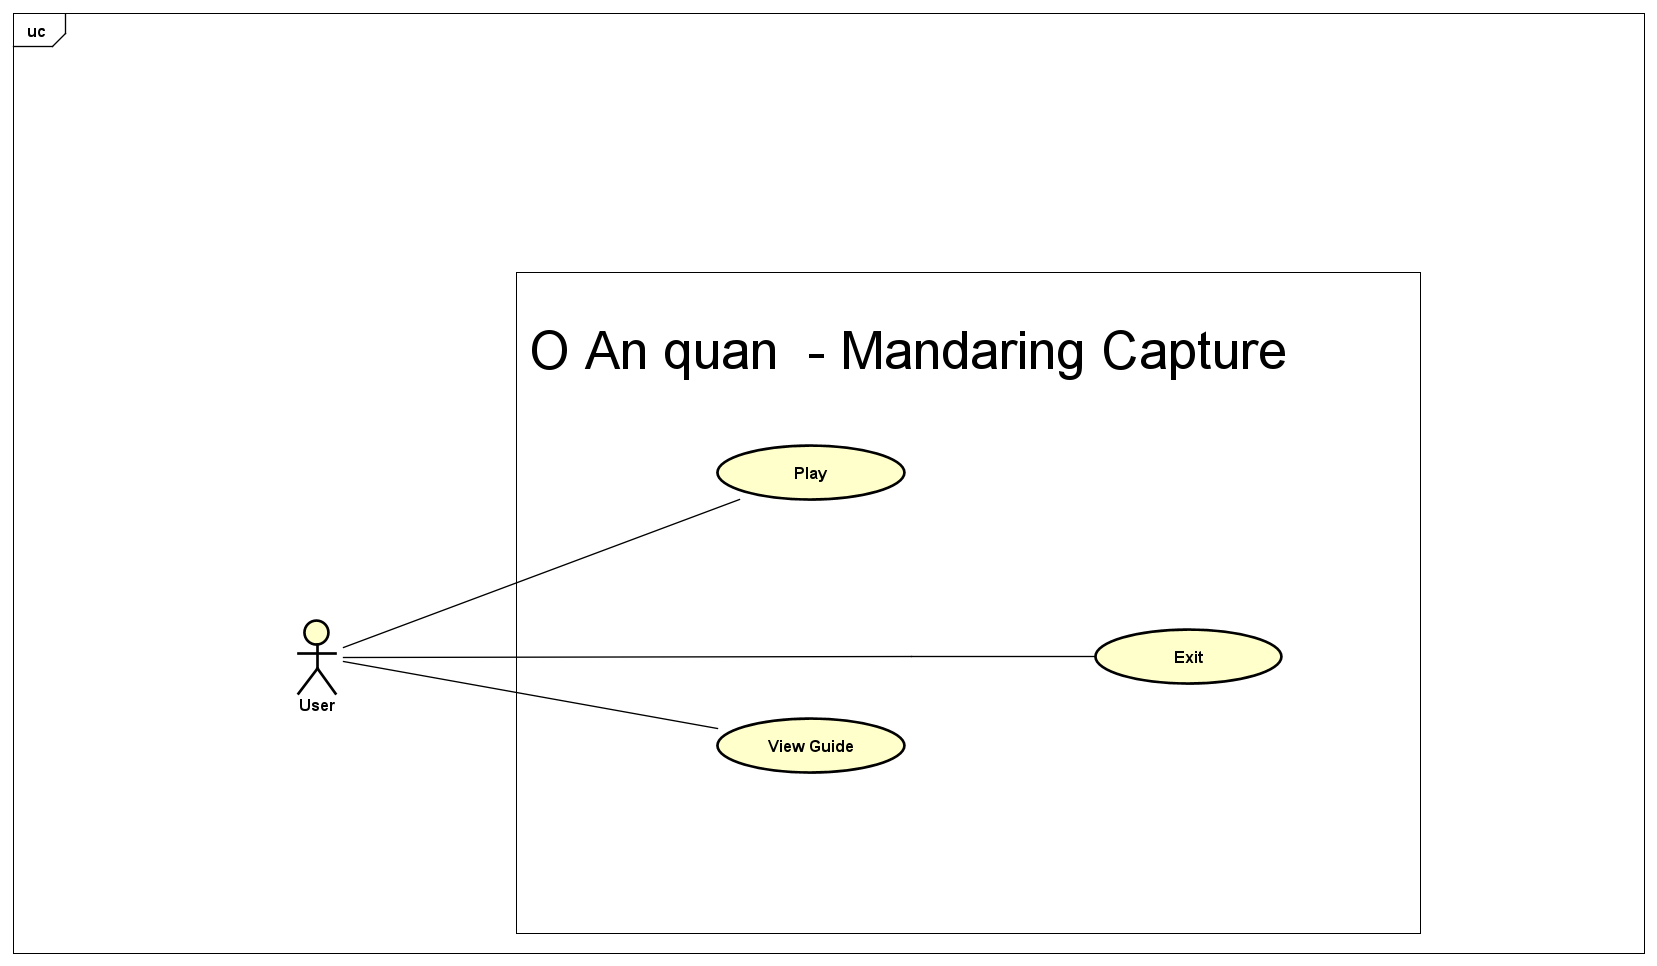 uc
O An quan  - Mandaring Capture
Play
Exit
User
View Guide